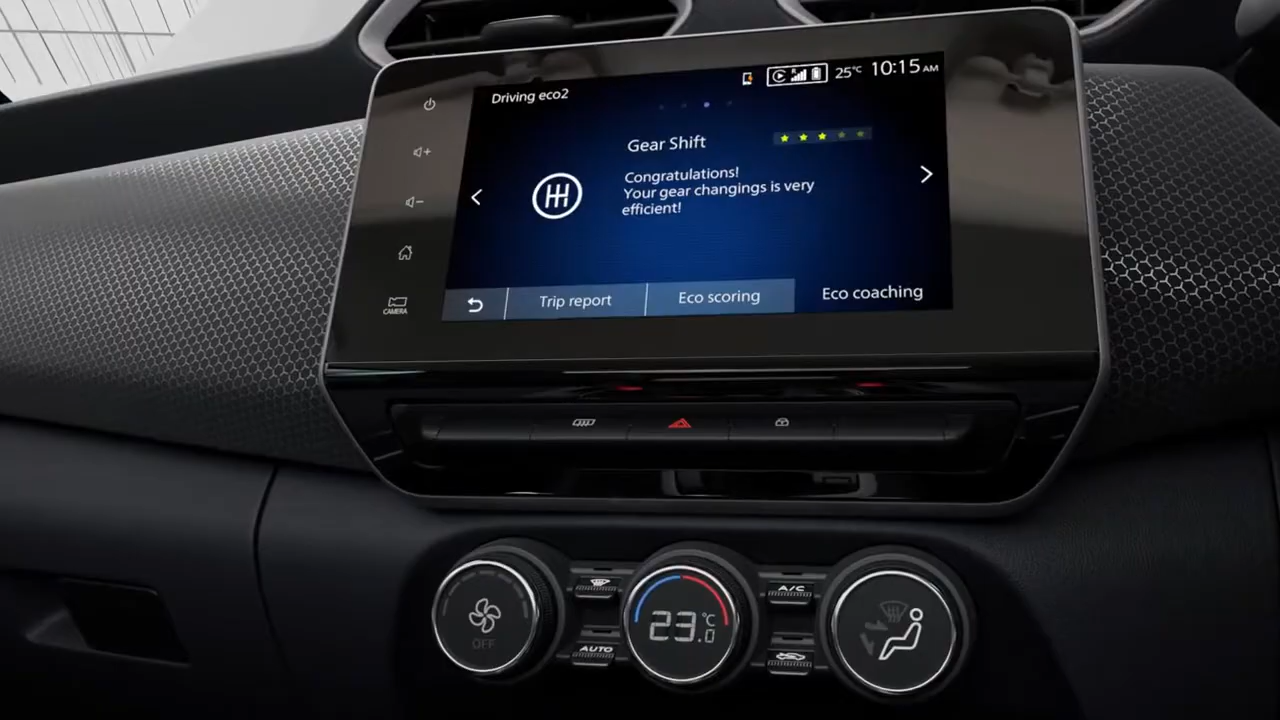 25°C 10:15 AM
Driving eco2
Gear Shift
Congratulations!
Your gear changings is very
efficient!
Trip report
Eco scoring
Eco coaching
CAMERA
A/C
23.0 °C
OFF
AUTO